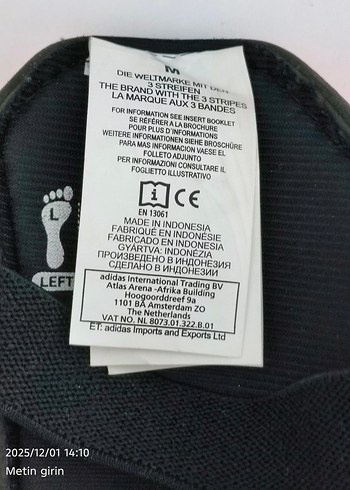 M
DIE WELTMARKE MIT DEN
3 STREIFEN
THE BRAND WITH THE 3 STRIPES
LA MARQUE AUX 3 BANDES
FOR INFORMATION SEE INSERT BOOKLET
SE RÉFÉRER A LA BROCHURE
POUR PLUS D'INFORMATIONS
WEITERE INFORMATIONEN SIEHE BROSCHÜRE
PARA MAS INFORMACION VAESE EL
FOLLETO ADJUNTO
PER INFORMAZIONI CONSULTARE IL
FOGLIETTO ILLUSTRATIVO
i CE
EN 13061
MADE IN INDONESIA
FABRIQUÉ EN INDONÉSIE
FABRICADO EN INDONESIA
GYÁRTVA: INDONÉZIA
ПРОИЗВЕДЕНО В ИНДОНЕЗИЯ
СДЕЛАНО В ИНДОНЕЗИИ
adidas International Trading BV
Atlas Arena -Afrika Building
Hoogoorddreef 9a
1101 BA Amsterdam ZO
The Netherlands
VAT NO. NL 8073.01.322.B.01
ET: adidas Imports and Exports Ltd
L
LEFT
2025/12/01 14:10
Metin girin